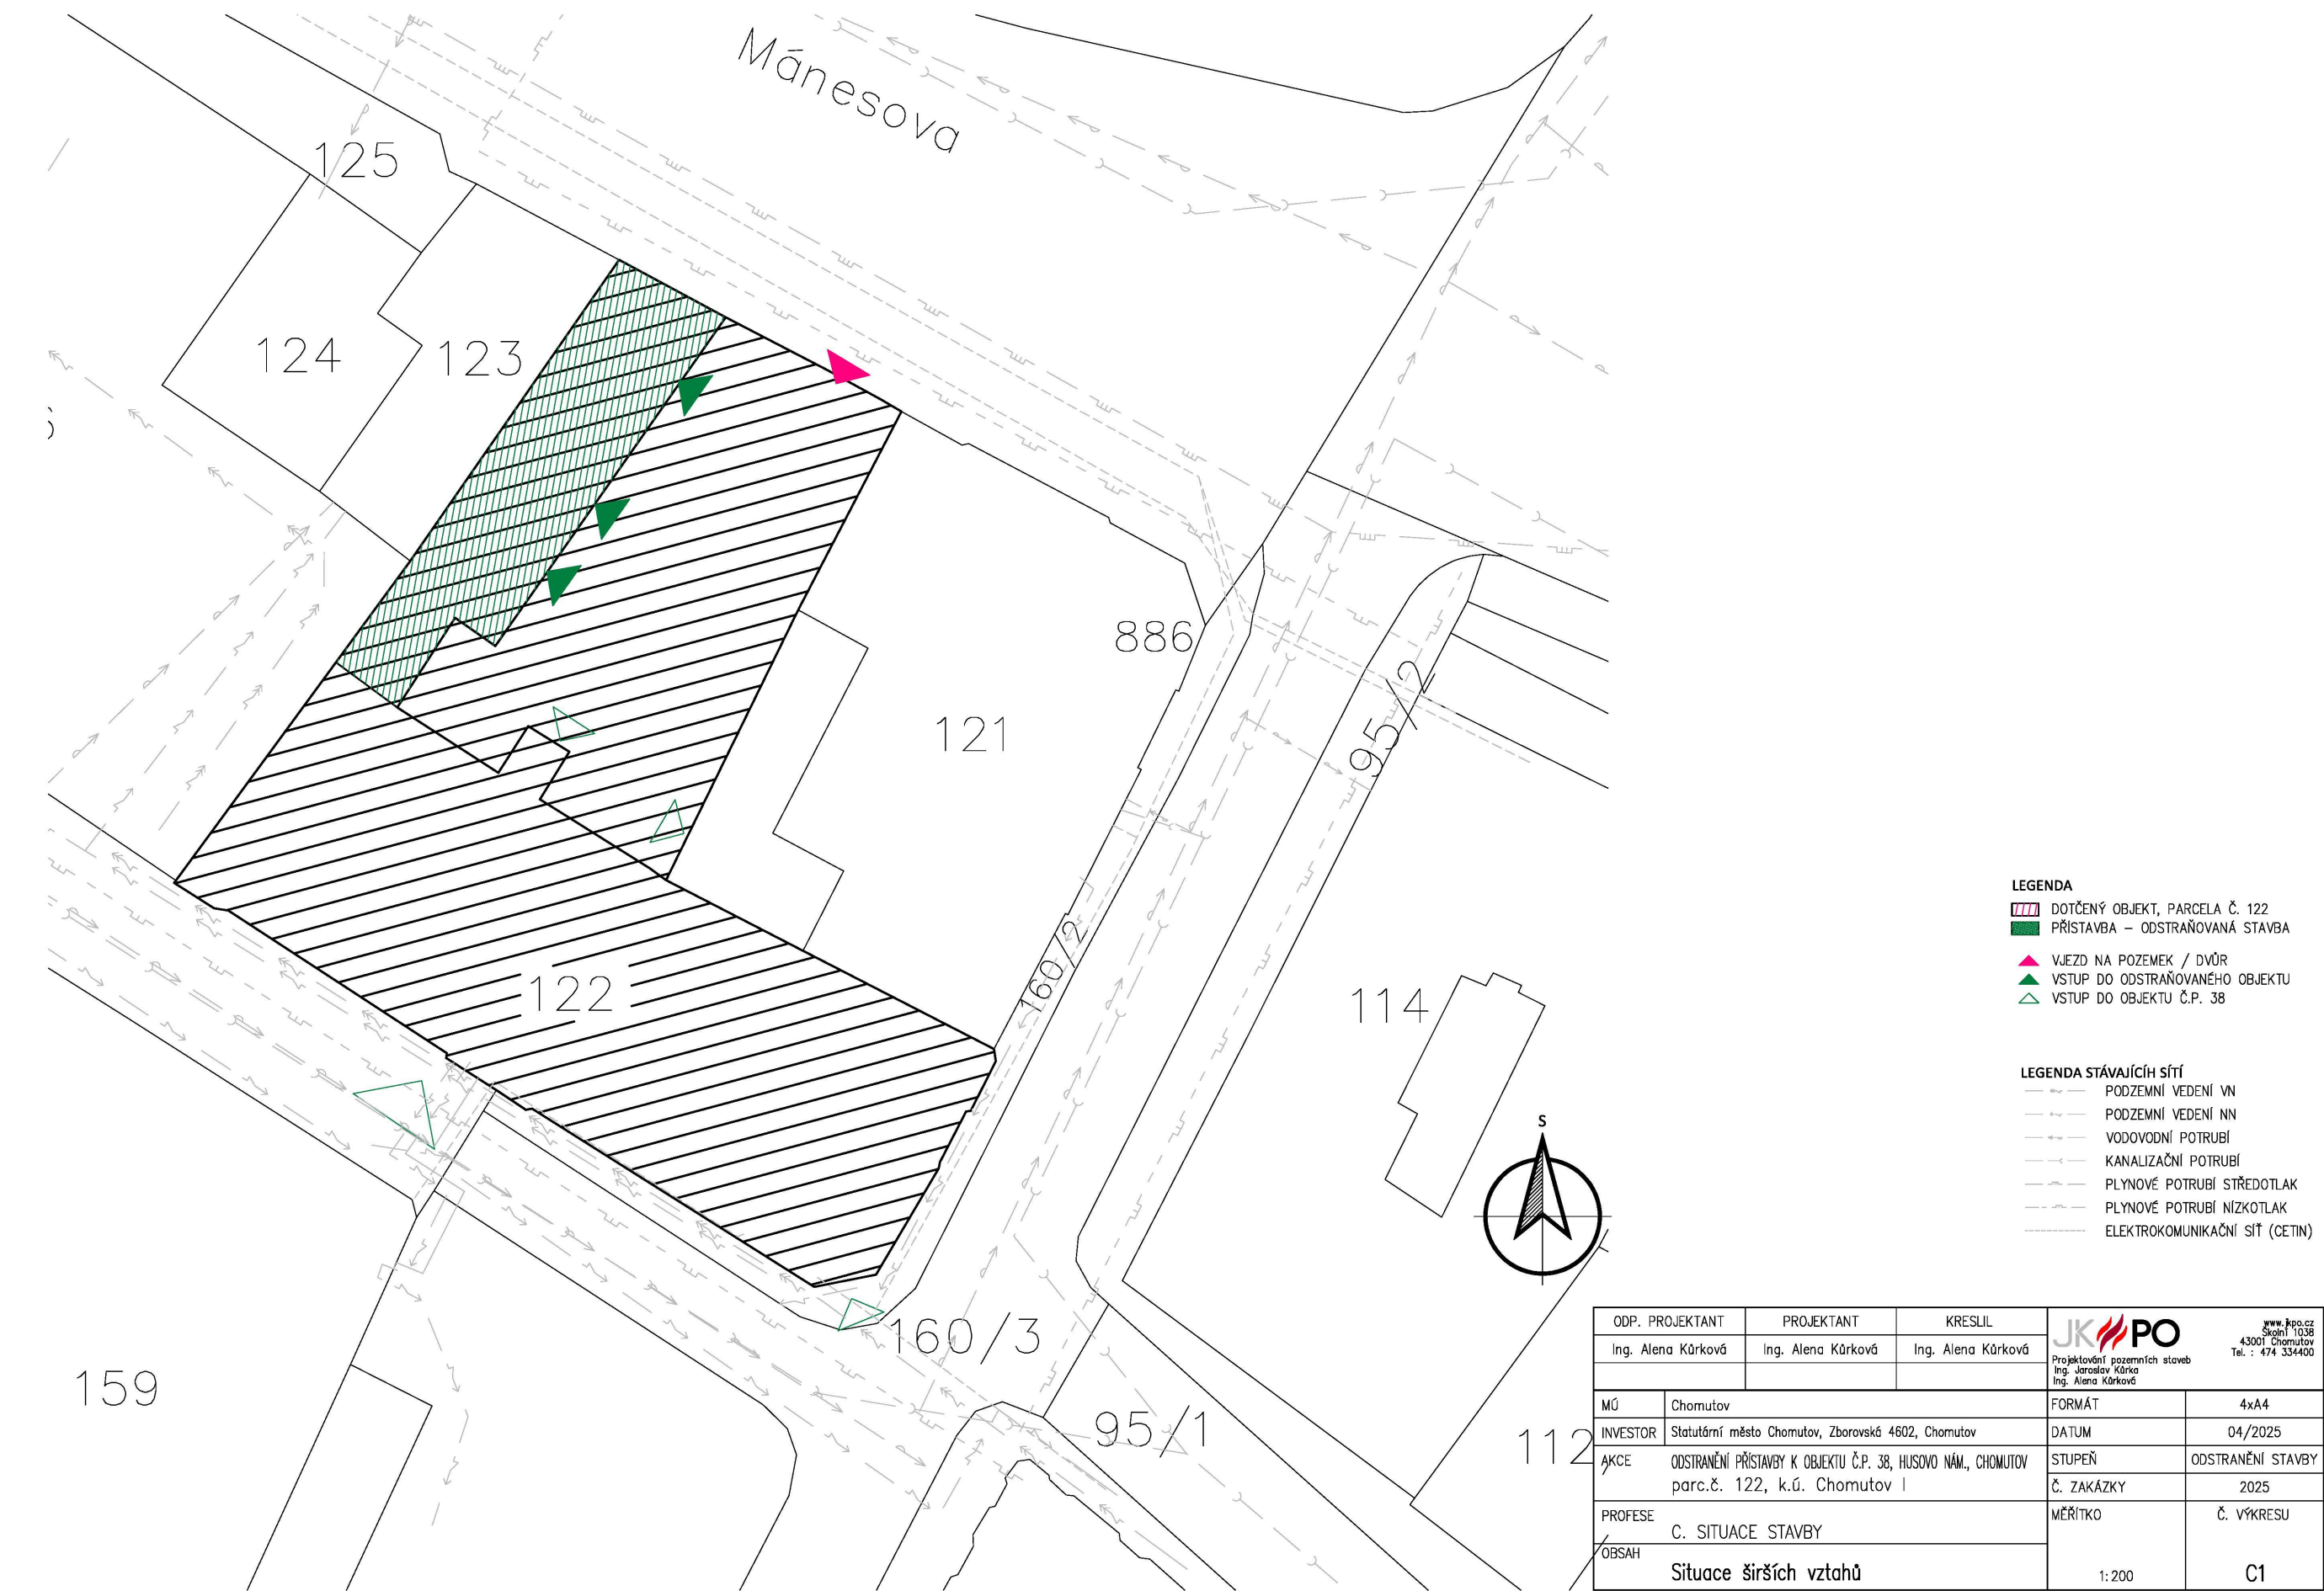 Mánesova
125
124
123
886
121
95/2
160/2
122
114
S
160/3
159
95/1
112
LEGENDA
DOTČENÝ OBJEKT, PARCELA Č. 122
PŘÍSTAVBA – ODSTRAŇOVANÁ STAVBA
VJEZD NA POZEMEK / DVŮR
VSTUP DO ODSTRAŇOVANÉHO OBJEKTU
VSTUP DO OBJEKTU Č.P. 38
LEGENDA STÁVAJÍCÍH SÍTÍ
PODZEMNÍ VEDENÍ VN
PODZEMNÍ VEDENÍ NN
VODOVODNÍ POTRUBÍ
KANALIZAČNÍ POTRUBÍ
PLYNOVÉ POTRUBÍ STŘEDOTLAK
PLYNOVÉ POTRUBÍ NÍZKOTLAK
ELEKTROKOMUNIKAČNÍ SÍŤ (CETIN)
ODP. PROJEKTANT PROJEKTANT KRESLIL
Ing. Alena Kůrková Ing. Alena Kůrková Ing. Alena Kůrková
JK PO
www.jkpo.cz
Školní 1038
43001 Chomutov
Tel. : 474 334400
Projektování pozemních staveb
Ing. Jaroslav Kůrka
Ing. Alena Kůrková
MÚ Chomutov FORMÁT 4xA4
INVESTOR Statutární město Chomutov, Zborovská 4602, Chomutov DATUM 04/2025
AKCE ODSTRANĚNÍ PŘÍSTAVBY K OBJEKTU Č.P. 38, HUSOVO NÁM., CHOMUTOV STUPEŇ ODSTRANĚNÍ STAVBY
parc.č. 122, k.ú. Chomutov I Č. ZAKÁZKY 2025
PROFESE C. SITUACE STAVBY MĚŘÍTKO Č. VÝKRESU
OBSAH Situace širších vztahů 1:200 C1